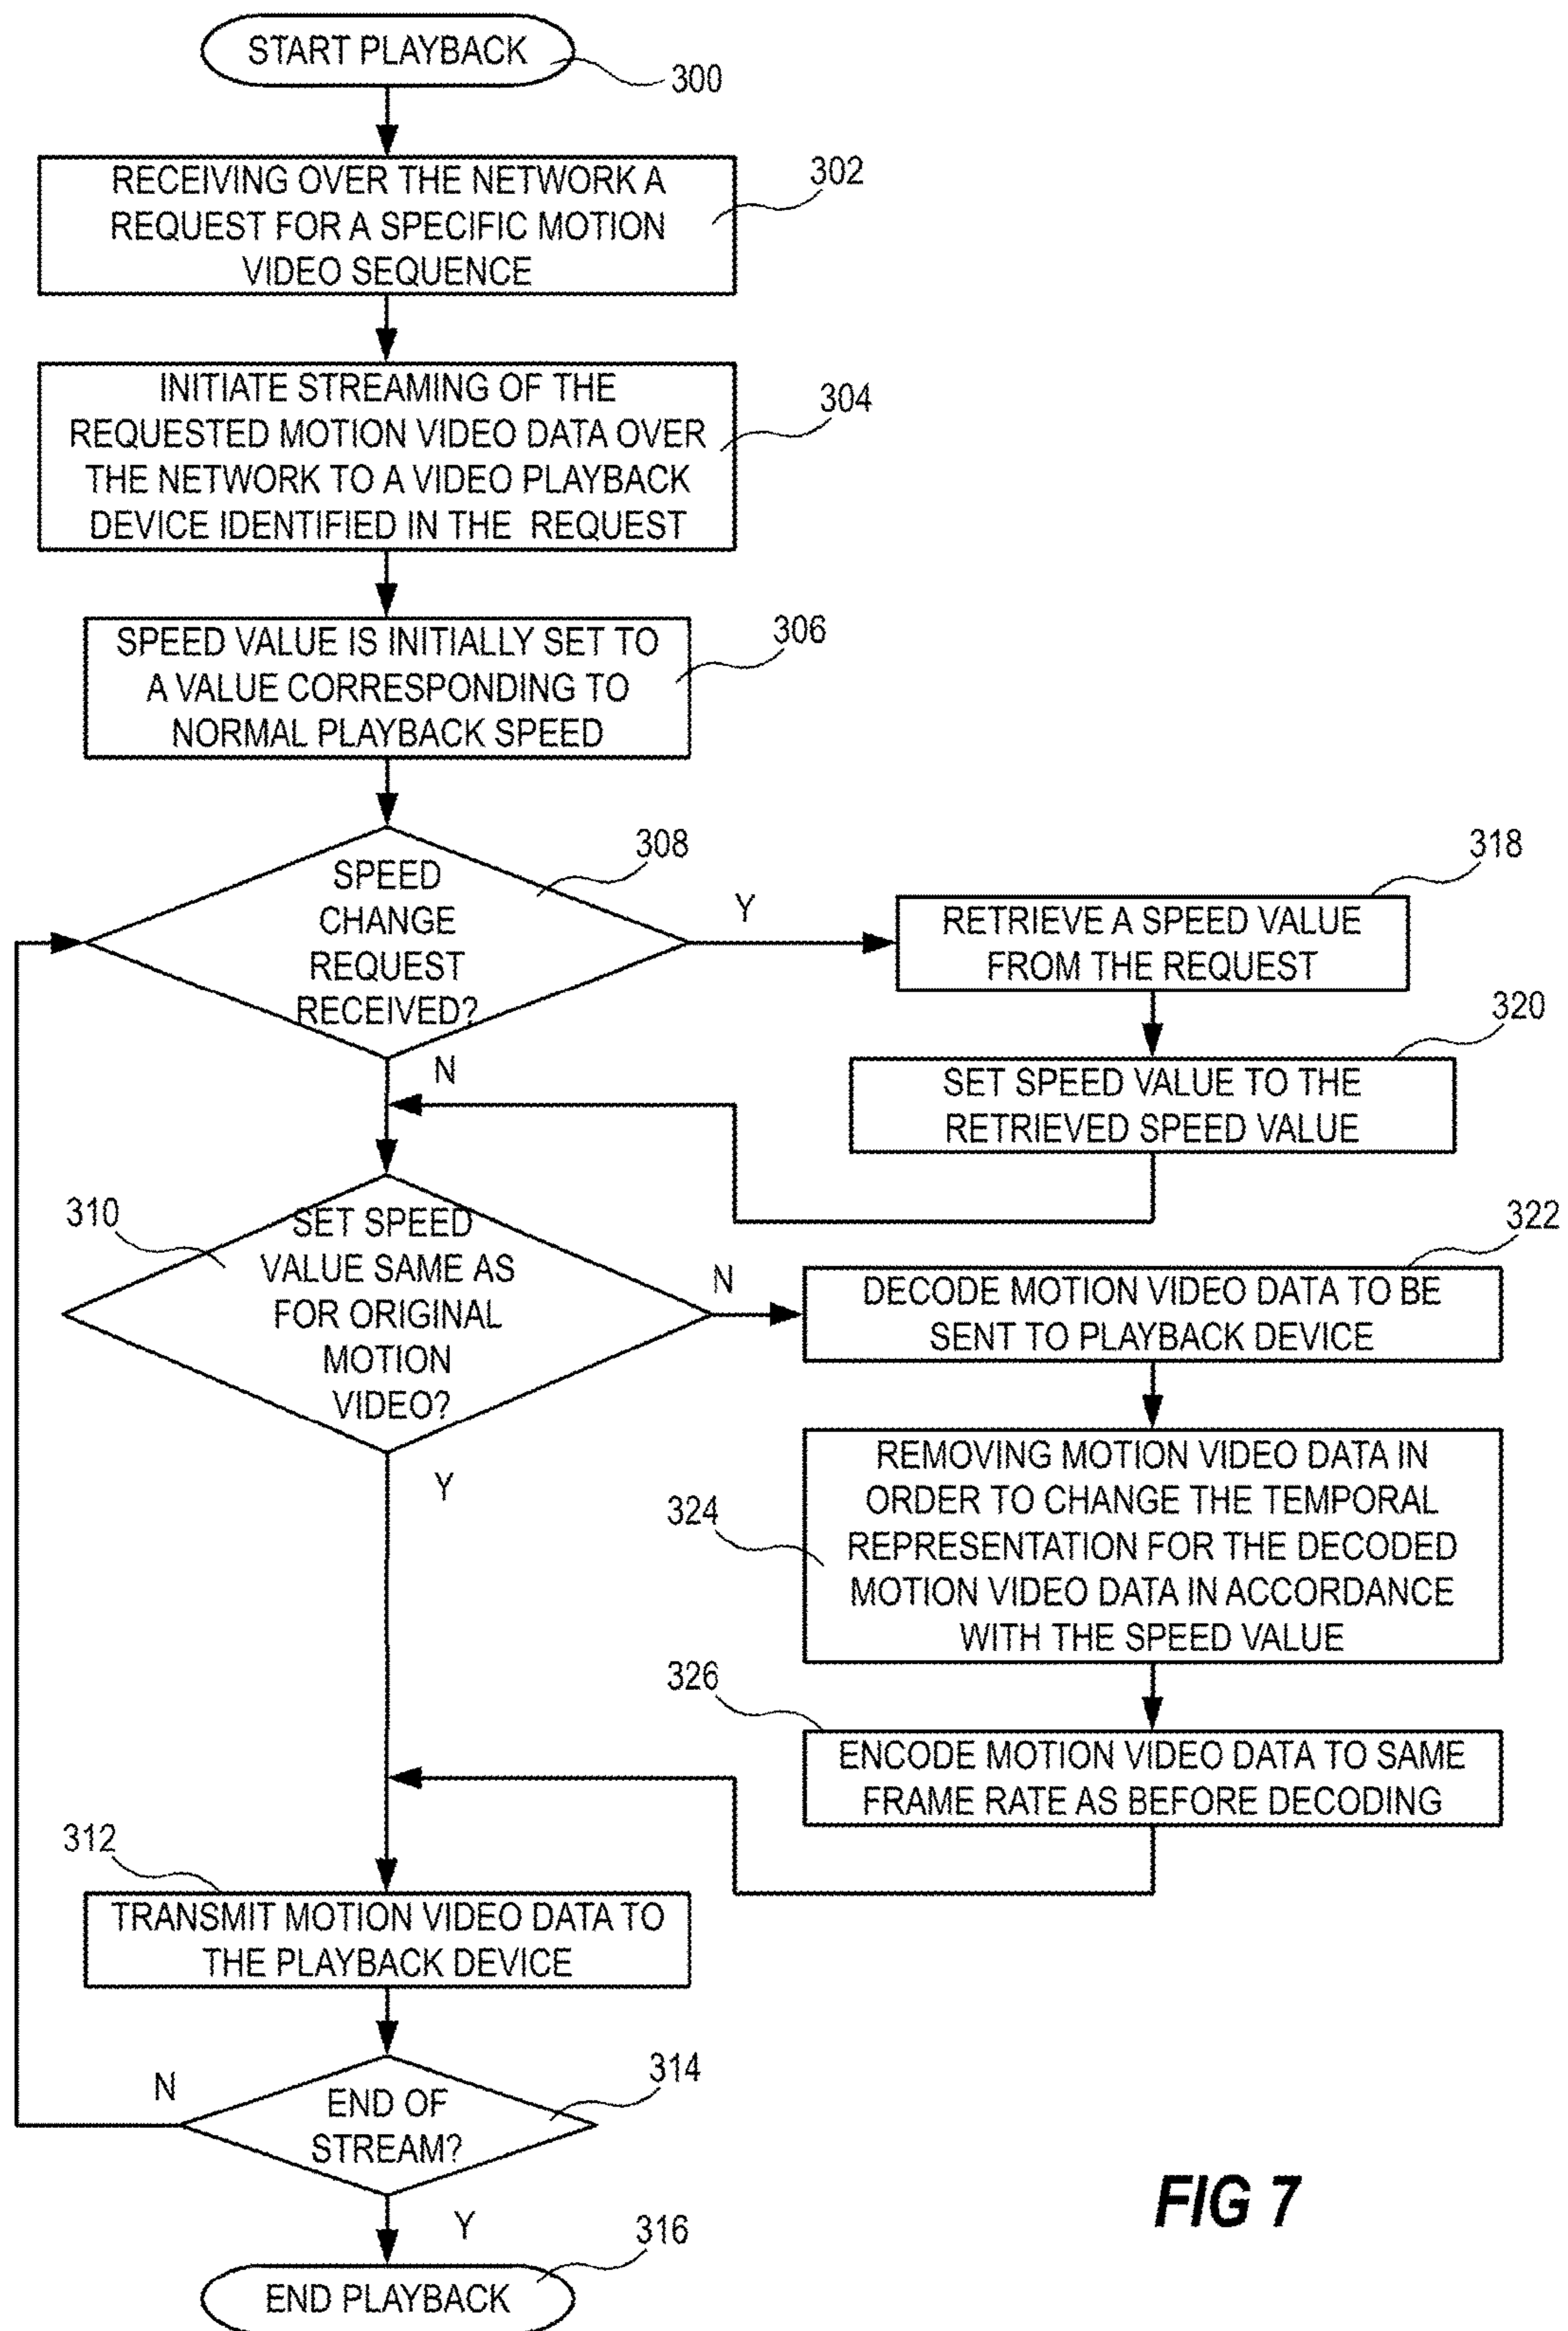 START PLAYBACK
300
RECEIVING OVER THE NETWORK A
REQUEST FOR A SPECIFIC MOTION
VIDEO SEQUENCE
302
INITIATE STREAMING OF THE
REQUESTED MOTION VIDEO DATA OVER
THE NETWORK TO A VIDEO PLAYBACK
DEVICE IDENTIFIED IN THE REQUEST
304
SPEED VALUE IS INITIALLY SET TO
A VALUE CORRESPONDING TO
NORMAL PLAYBACK SPEED
306
SPEED
CHANGE
REQUEST
RECEIVED?
308
Y
N
RETRIEVE A SPEED VALUE
FROM THE REQUEST
318
SET SPEED VALUE TO THE
RETRIEVED SPEED VALUE
320
310
SET SPEED
VALUE SAME AS
FOR ORIGINAL
MOTION
VIDEO?
N
Y
DECODE MOTION VIDEO DATA TO BE
SENT TO PLAYBACK DEVICE
322
324
REMOVING MOTION VIDEO DATA IN
ORDER TO CHANGE THE TEMPORAL
REPRESENTATION FOR THE DECODED
MOTION VIDEO DATA IN ACCORDANCE
WITH THE SPEED VALUE
326
ENCODE MOTION VIDEO DATA TO SAME
FRAME RATE AS BEFORE DECODING
312
TRANSMIT MOTION VIDEO DATA TO
THE PLAYBACK DEVICE
N
END OF
STREAM?
314
Y
END PLAYBACK
316
FIG 7